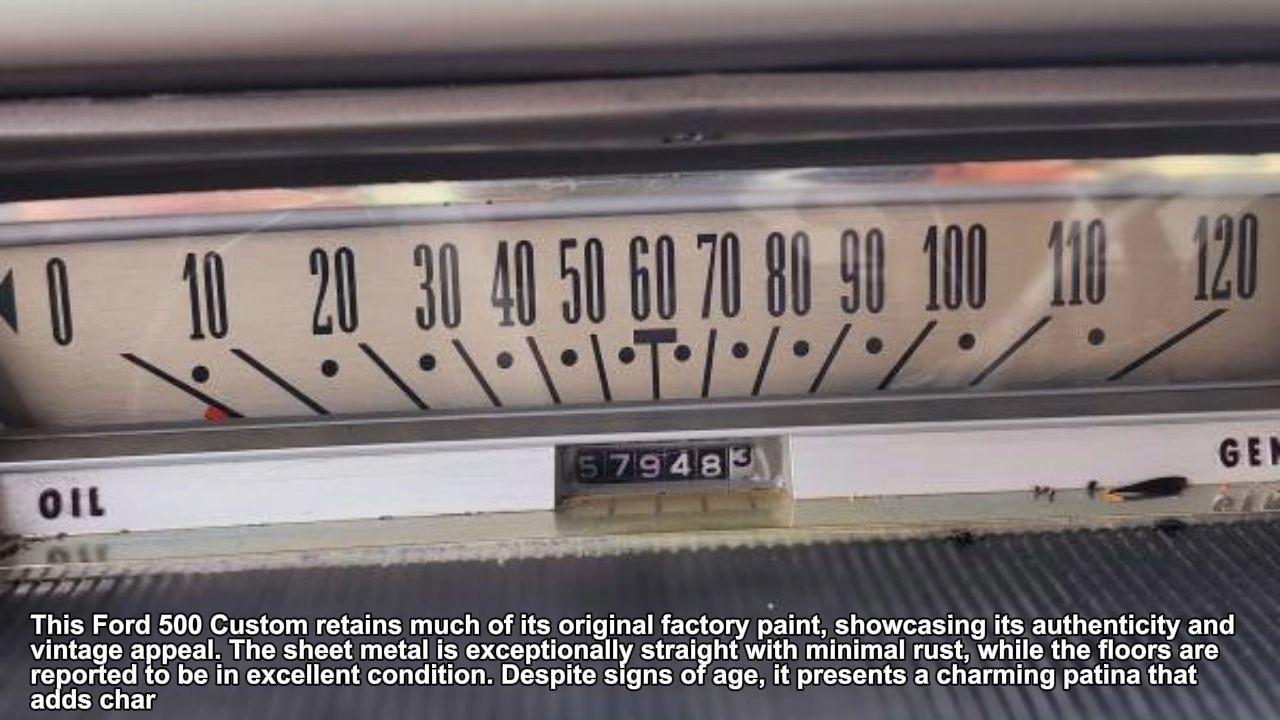 0 10 20 30 40 50 60 70 80 90 100 110 120
OIL 579483 GEN
This Ford 500 Custom retains much of its original factory paint, showcasing its authenticity and
vintage appeal. The sheet metal is exceptionally straight with minimal rust, while the floors are
reported to be in excellent condition. Despite signs of age, it presents a charming patina that
adds char